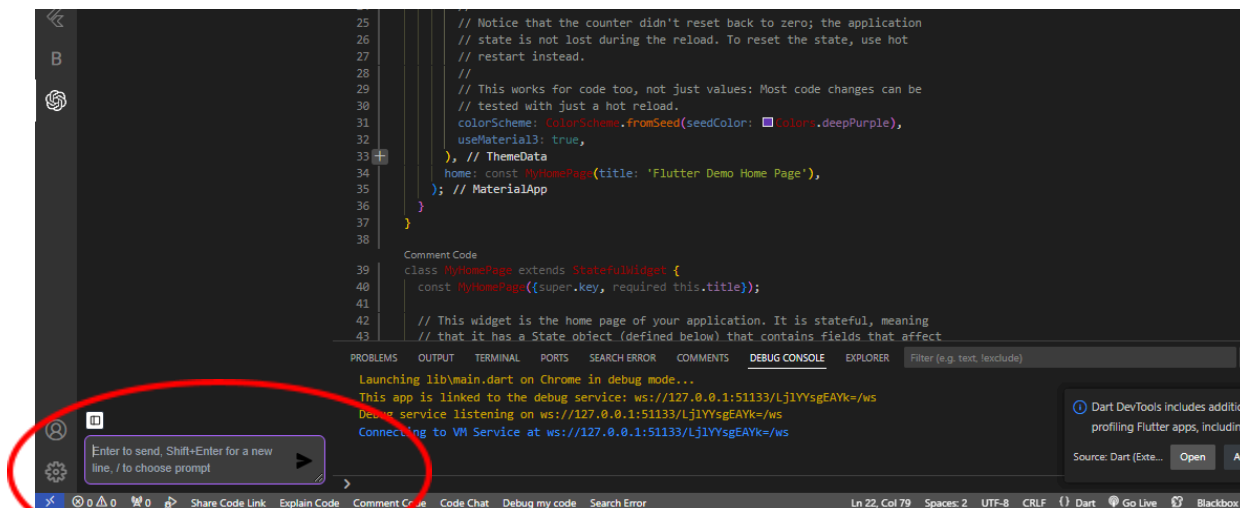 25 // Notice that the counter didn't reset back to zero; the application
26 // state is not lost during the reload. To reset the state, use hot
27 // restart instead.
28 //
29 // This works for code too, not just values: Most code changes can be
30 // tested with just a hot reload.
31 colorScheme: ColorScheme.fromSeed(seedColor: Colors.deepPurple),
32 useMaterial3: true,
33 ), // ThemeData
34 home: const MyHomePage(title: 'Flutter Demo Home Page'),
35 ); // MaterialApp
36 }
37 }
38
Comment Code
39 class MyHomePage extends StatefulWidget {
40 const MyHomePage({super.key, required this.title});
41
42 // This widget is the home page of your application. It is stateful, meaning
43 // that it has a State object (defined below) that contains fields that affect
B
PROBLEMS OUTPUT TERMINAL PORTS SEARCH ERROR COMMENTS DEBUG CONSOLE EXPLORER Filter (e.g. text, !exclude)
Launching lib\main.dart on Chrome in debug mode...
This app is linked to the debug service: ws://127.0.0.1:51133/LjlYYsgEAYk=/ws
Debug service listening on ws://127.0.0.1:51133/LjlYYsgEAYk=/ws
Connecting to VM Service at ws://127.0.0.1:51133/LjlYYsgEAYk=/ws
Dart DevTools includes additio
profiling Flutter apps, includin
Source: Dart (Exte... Open A
Enter to send, Shift+Enter for a new
line, / to choose prompt
0 0 0 Share Code Link Explain Code Comment Code Code Chat Debug my code Search Error Ln 22, Col 79 Spaces: 2 UTF-8 CRLF {} Dart Go Live Blackbox